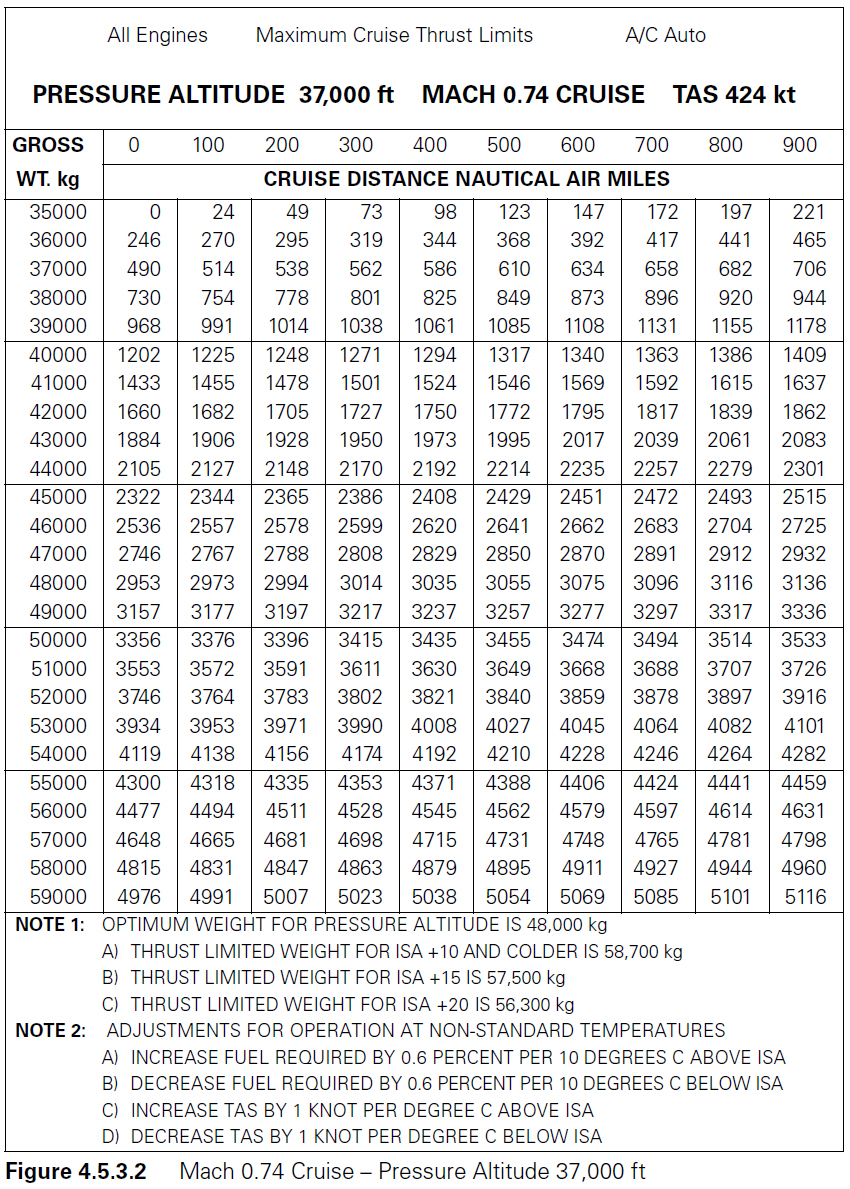 All Engines Maximum Cruise Thrust Limits A/C Auto
PRESSURE ALTITUDE 37,000 ft MACH 0.74 CRUISE TAS 424 kt
GROSS 0 100 200 300 400 500 600 700 800 900
WT. kg CRUISE DISTANCE NAUTICAL AIR MILES
35000 0 24 49 73 98 123 147 172 197 221
36000 246 270 295 319 344 368 392 417 441 465
37000 490 514 538 562 586 610 634 658 682 706
38000 730 754 778 801 825 849 873 896 920 944
39000 968 991 1014 1038 1061 1085 1108 1131 1155 1178
40000 1202 1225 1248 1271 1294 1317 1340 1363 1386 1409
41000 1433 1455 1478 1501 1524 1546 1569 1592 1615 1637
42000 1660 1682 1705 1727 1750 1772 1795 1817 1839 1862
43000 1884 1906 1928 1950 1973 1995 2017 2039 2061 2083
44000 2105 2127 2148 2170 2192 2214 2235 2257 2279 2301
45000 2322 2344 2365 2386 2408 2429 2451 2472 2493 2515
46000 2536 2557 2578 2599 2620 2641 2662 2683 2704 2725
47000 2746 2767 2788 2808 2829 2850 2870 2891 2912 2932
48000 2953 2973 2994 3014 3035 3055 3075 3096 3116 3136
49000 3157 3177 3197 3217 3237 3257 3277 3297 3317 3336
50000 3356 3376 3396 3415 3435 3455 3474 3494 3514 3533
51000 3553 3572 3591 3611 3630 3649 3668 3688 3707 3726
52000 3746 3764 3783 3802 3821 3840 3859 3878 3897 3916
53000 3934 3953 3971 3990 4008 4027 4045 4064 4082 4101
54000 4119 4138 4156 4174 4192 4210 4228 4246 4264 4282
55000 4300 4318 4335 4353 4371 4388 4406 4424 4441 4459
56000 4477 4494 4511 4528 4545 4562 4579 4597 4614 4631
57000 4648 4665 4681 4698 4715 4731 4748 4765 4781 4798
58000 4815 4831 4847 4863 4879 4895 4911 4927 4944 4960
59000 4976 4991 5007 5023 5038 5054 5069 5085 5101 5116
NOTE 1: OPTIMUM WEIGHT FOR PRESSURE ALTITUDE IS 48,000 kg
A) THRUST LIMITED WEIGHT FOR ISA +10 AND COLDER IS 58,700 kg
B) THRUST LIMITED WEIGHT FOR ISA +15 IS 57,500 kg
C) THRUST LIMITED WEIGHT FOR ISA +20 IS 56,300 kg
NOTE 2: ADJUSTMENTS FOR OPERATION AT NON-STANDARD TEMPERATURES
A) INCREASE FUEL REQUIRED BY 0.6 PERCENT PER 10 DEGREES C ABOVE ISA
B) DECREASE FUEL REQUIRED BY 0.6 PERCENT PER 10 DEGREES C BELOW ISA
C) INCREASE TAS BY 1 KNOT PER DEGREE C ABOVE ISA
D) DECREASE TAS BY 1 KNOT PER DEGREE C BELOW ISA
Figure 4.5.3.2 Mach 0.74 Cruise – Pressure Altitude 37,000 ft